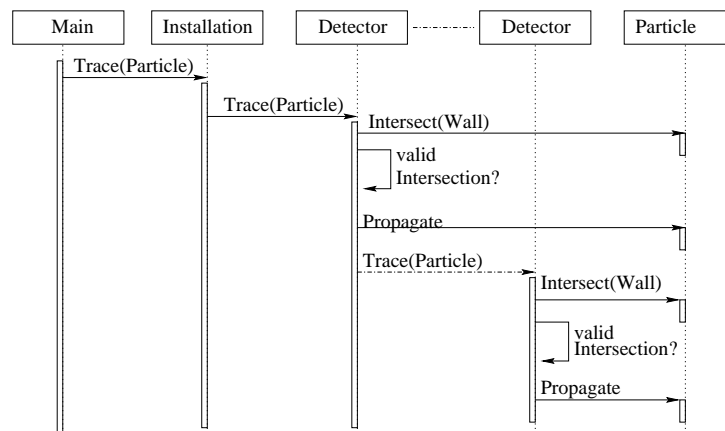 Main
Installation
Detector
Detector
Particle
Trace(Particle)
Trace(Particle)
Intersect(Wall)
valid
Intersection?
Propagate
Trace(Particle)
Intersect(Wall)
valid
Intersection?
Propagate